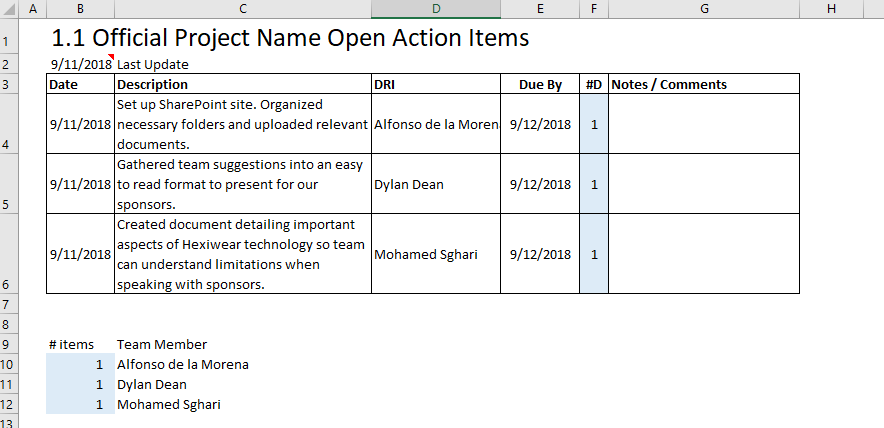 A B C D E F G H
1 1.1 Official Project Name Open Action Items
2 9/11/2018 Last Update
3 Date Description DRI Due By #D Notes / Comments
Set up SharePoint site. Organized
9/11/2018 necessary folders and uploaded relevant Alfonso de la Moren 9/12/2018 1
4 documents.
Gathered team suggestions into an easy
9/11/2018 to read format to present for our Dylan Dean 9/12/2018 1
5 sponsors.
Created document detailing important
aspects of Hexiwear technology so team
9/11/2018 can understand limitations when Mohamed Sghari 9/12/2018 1
6 speaking with sponsors.
7
8
9 # items Team Member
10 1 Alfonso de la Morena
11 1 Dylan Dean
12 1 Mohamed Sghari
13